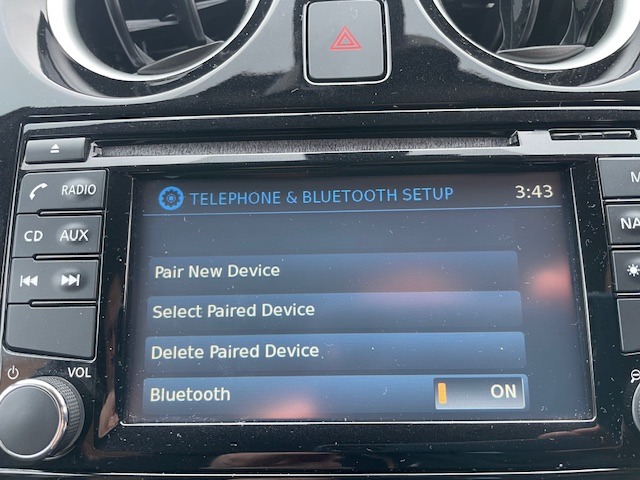 TELEPHONE & BLUETOOTH SETUP 3:43
RADIO
CD AUX
VOL
Pair New Device
Select Paired Device
Delete Paired Device
Bluetooth ON